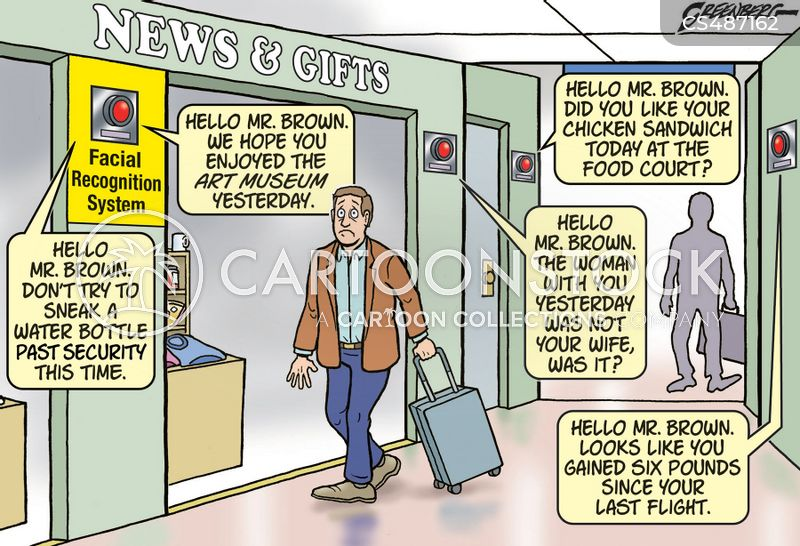 GREENBERG
CS487162
NEWS & GIFTS
Facial
Recognition
System
HELLO MR. BROWN.
WE HOPE YOU
ENJOYED THE
ART MUSEUM
YESTERDAY.
HELLO MR. BROWN.
DID YOU LIKE YOUR
CHICKEN SANDWICH
TODAY AT THE
FOOD COURT?
HELLO
MR. BROWN.
DON'T TRY TO
SNEAK A
WATER BOTTLE
PAST SECURITY
THIS TIME.
HELLO
MR. BROWN.
THE WOMAN
WITH YOU
YESTERDAY
WAS NOT
YOUR WIFE,
WAS IT?
HELLO MR. BROWN.
LOOKS LIKE YOU
GAINED SIX POUNDS
SINCE YOUR
LAST FLIGHT.
CARTOONSTOCK
A CARTOON COLLECTIONS COMPANY